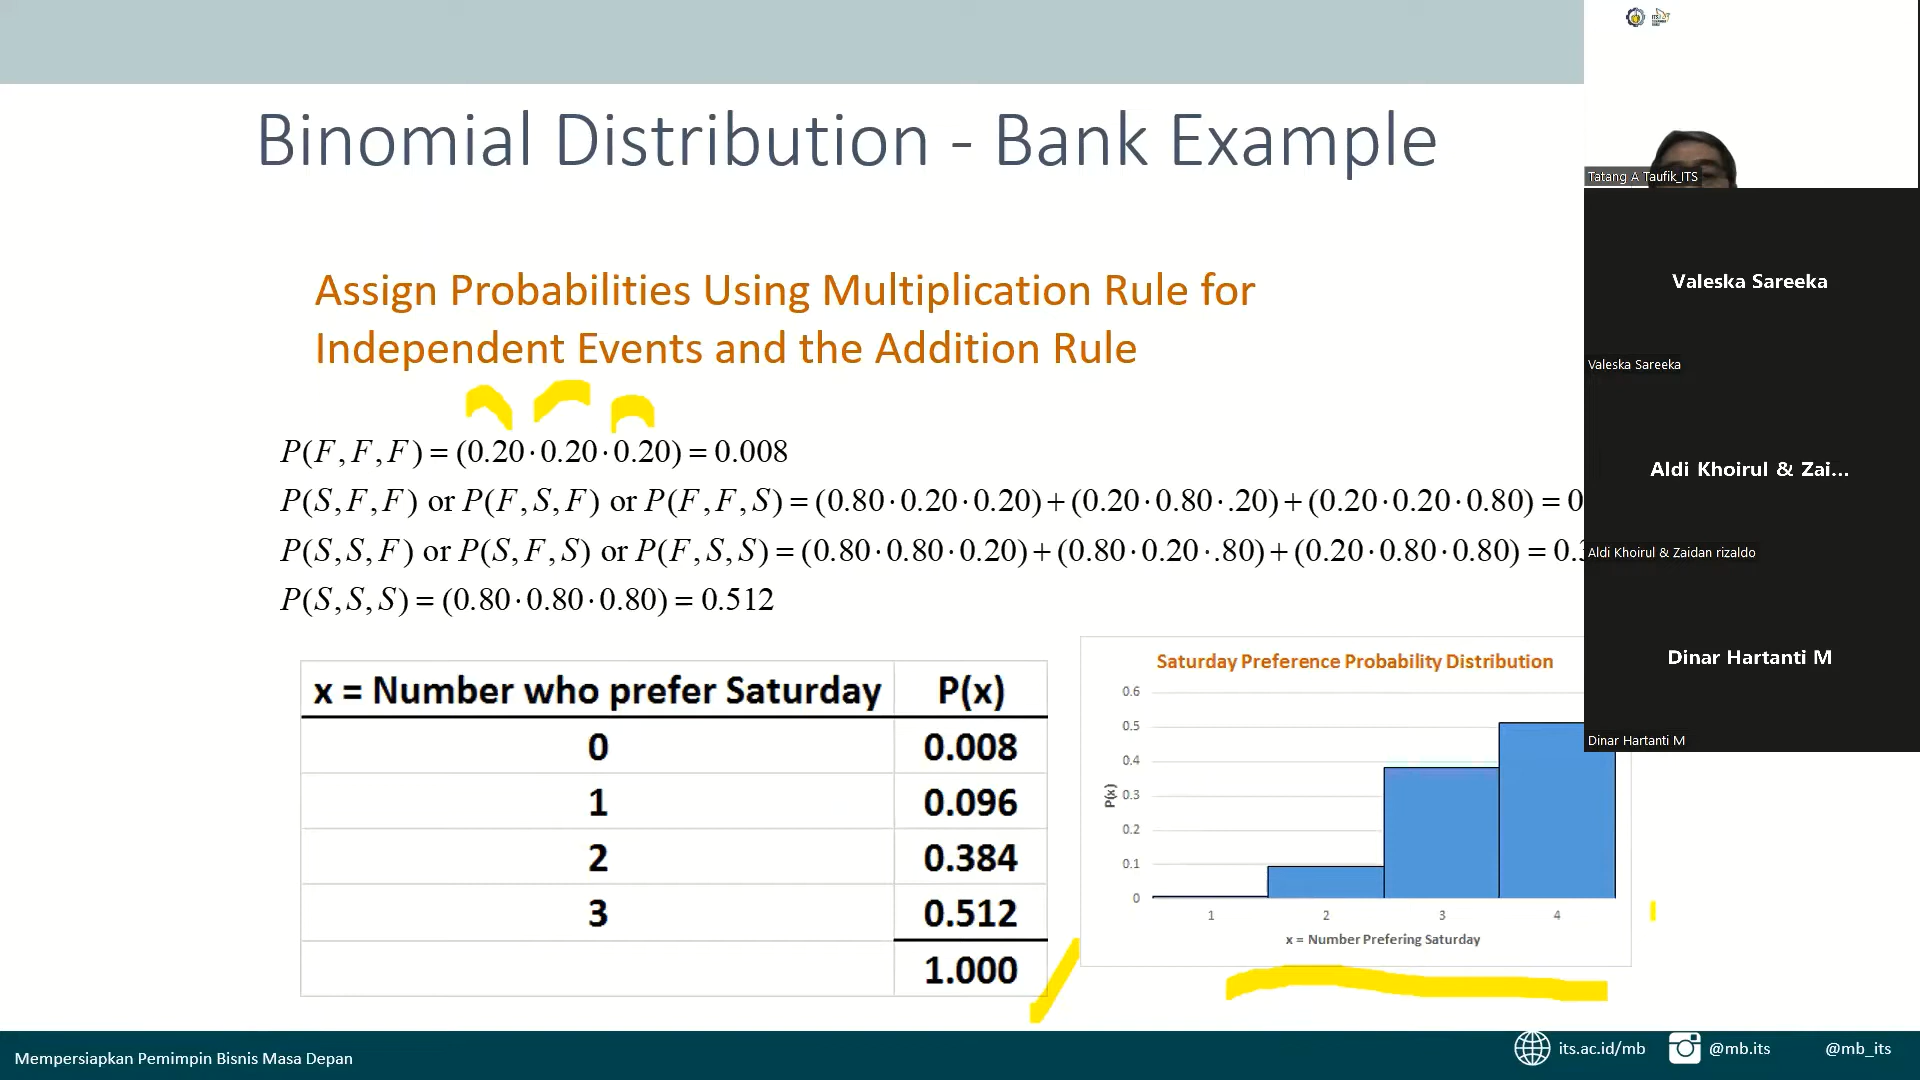 Binomial Distribution - Bank Example
Assign Probabilities Using Multiplication Rule for
Independent Events and the Addition Rule
P(F,F,F) = (0.20·0.20·0.20) = 0.008
P(S,F,F) or P(F,S,F) or P(F,F,S) = (0.80·0.20·0.20)+(0.20·0.80·.20)+(0.20·0.20·0.80) = 0
P(S,S,F) or P(S,F,S) or P(F,S,S) = (0.80·0.80·0.20)+(0.80·0.20·.80)+(0.20·0.80·0.80) = 0.3
P(S,S,S) = (0.80·0.80·0.80) = 0.512
x = Number who prefer Saturday P(x)
0 0.008
1 0.096
2 0.384
3 0.512
1.000
Saturday Preference Probability Distribution
0.6
0.5
0.4
0.3
0.2
0.1
0
P(x)
1 2 3 4
x = Number Prefering Saturday
Tatang A Taufik_ITS
Valeska Sareeka
Valeska Sareeka
Aldi Khoirul & Zai...
Aldi Khoirul & Zaidan rizaldo
Dinar Hartanti M
Dinar Hartanti M
Mempersiapkan Pemimpin Bisnis Masa Depan
its.ac.id/mb
@mb.its
@mb_its